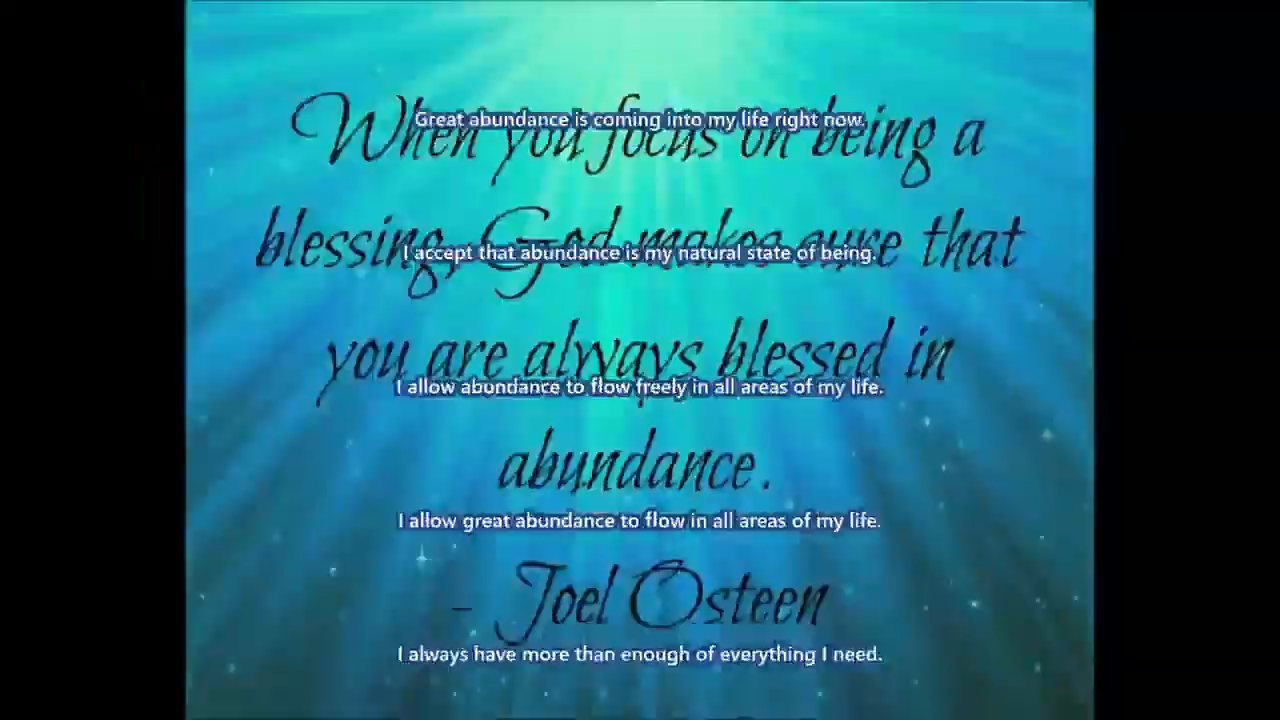 Great abundance is coming into my life right now.
When you focus on being a
blessing, God makes sure that
I accept that abundance is my natural state of being.
you are always blessed in
I allow abundance to flow freely in all areas of my life.
abundance.
I allow great abundance to flow in all areas of my life.
- Joel Osteen
I always have more than enough of everything I need.